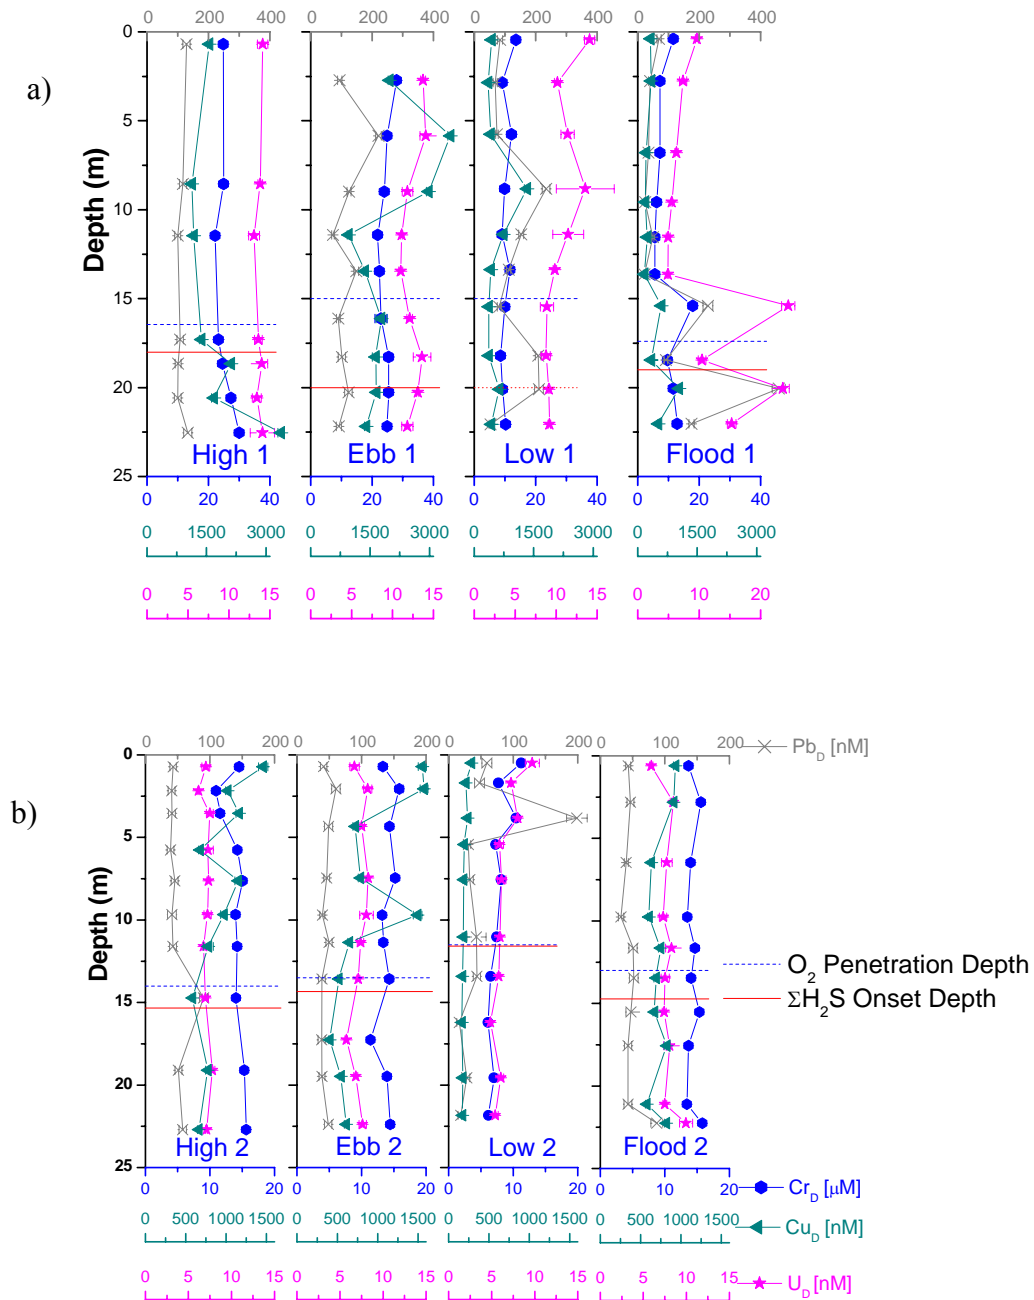 0 200 400 0 200 400 0 200 400 0 200 400
a)
Depth (m)
0
5
10
15
20
25
High 1 Ebb 1 Low 1 Flood 1
0 20 40 0 20 40 0 20 40 0 20 40
0 1500 3000 0 1500 3000 0 1500 3000 0 1500 3000
0 5 10 15 0 5 10 15 0 5 10 15 0 10 20
0 100 200 0 100 200 0 100 200 0 100 200
Pb_D [nM]
b)
Depth (m)
0
5
10
15
20
25
O₂ Penetration Depth
ΣH₂S Onset Depth
High 2 Ebb 2 Low 2 Flood 2
0 10 20 0 10 20 0 10 20 0 10 20
Cr_D [µM]
0 500 1000 1500 0 500 1000 1500 0 500 1000 1500 0 500 1000 1500
Cu_D [nM]
0 5 10 15 0 5 10 15 0 5 10 15 0 5 10 15
U_D [nM]